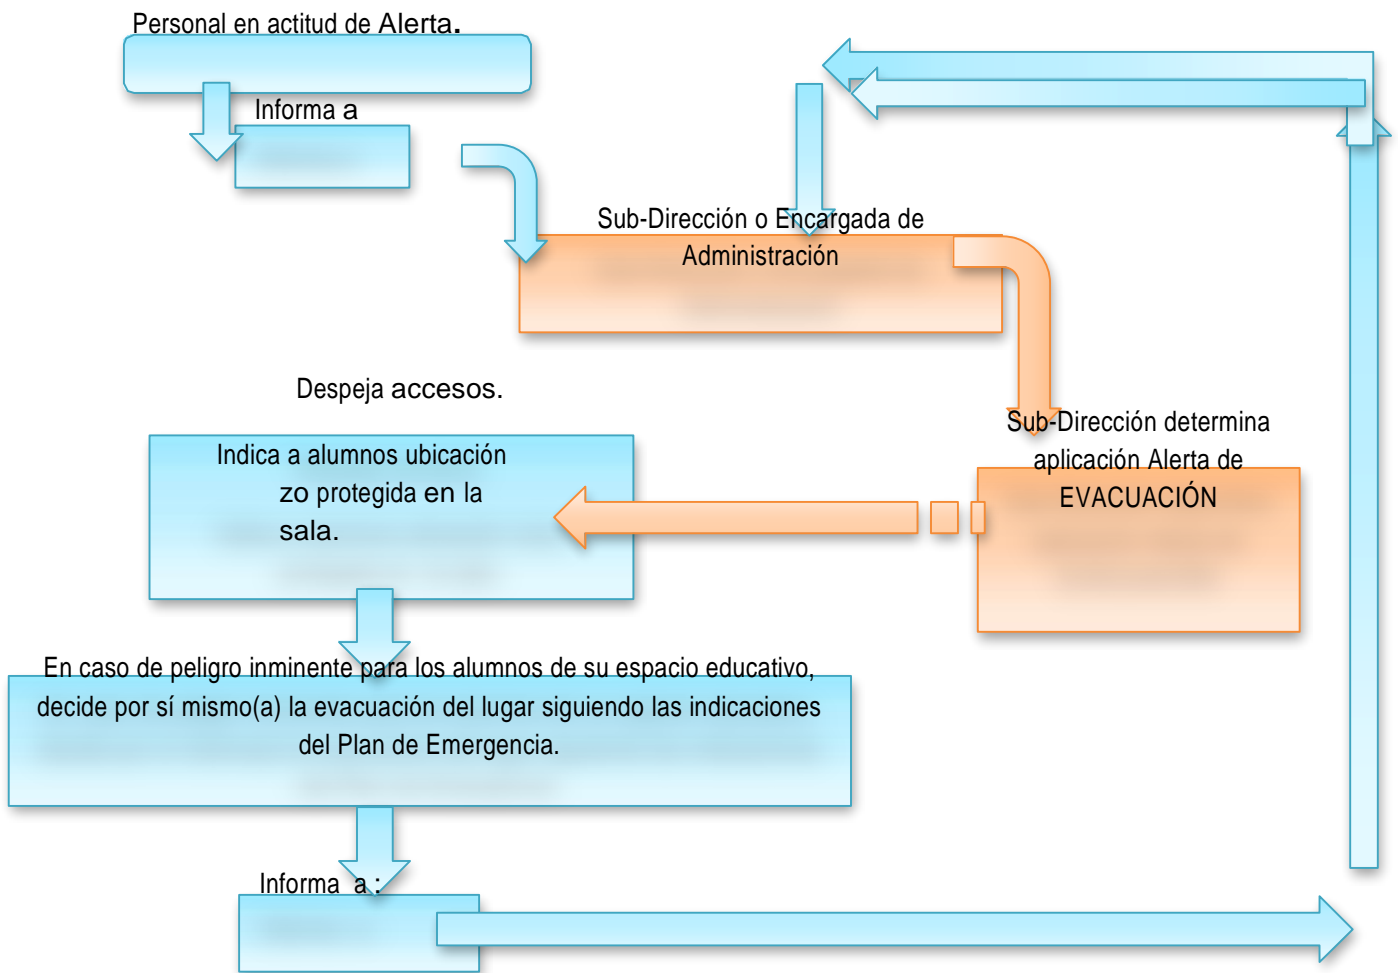 Personal en actitud de Alerta.
Informa a
Sub-Dirección o Encargada de
Administración
Despeja accesos.
Sub-Dirección determina
aplicación Alerta de
EVACUACIÓN
Indica a alumnos ubicación
zo protegida en la
sala.
En caso de peligro inminente para los alumnos de su espacio educativo,
decide por sí mismo(a) la evacuación del lugar siguiendo las indicaciones
del Plan de Emergencia.
Informa a :